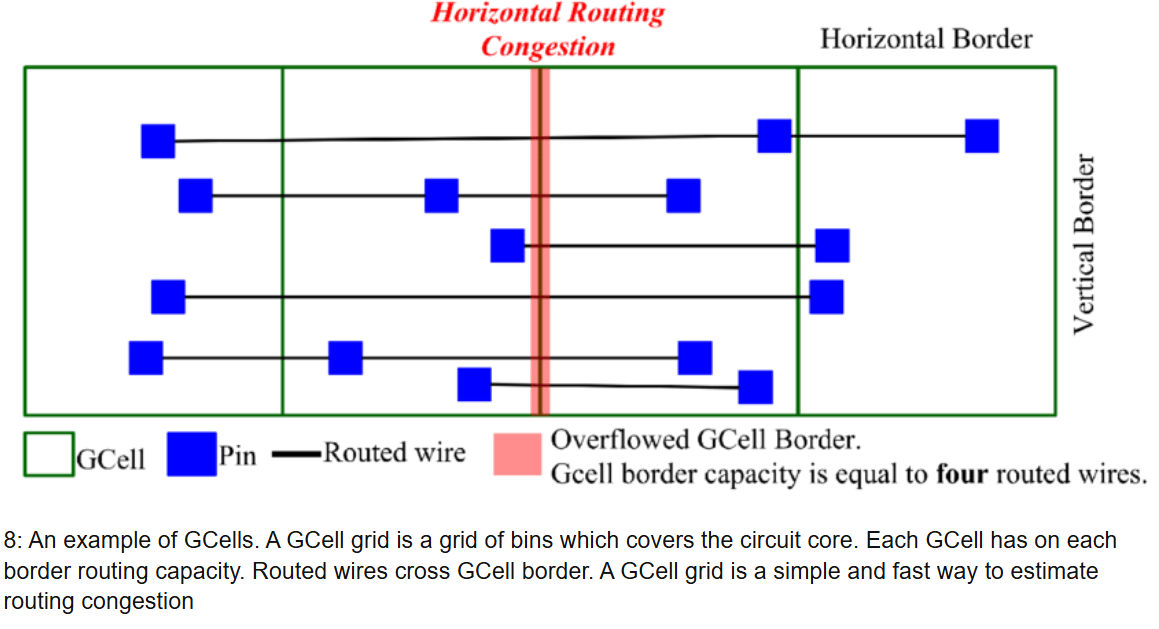 Horizontal Routing
Congestion
Horizontal Border
Vertical Border
GCell
Pin
Routed wire
Overflowed GCell Border.
Gcell border capacity is equal to four routed wires.
8: An example of GCells. A GCell grid is a grid of bins which covers the circuit core. Each GCell has on each
border routing capacity. Routed wires cross GCell border. A GCell grid is a simple and fast way to estimate
routing congestion